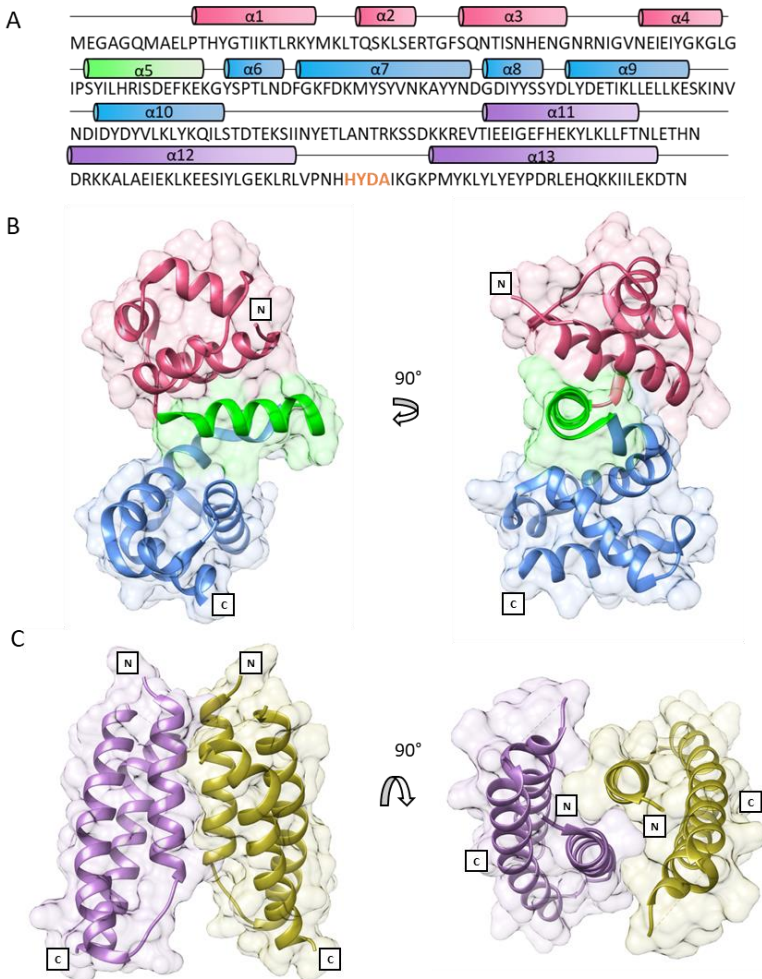 A
α1 α2 α3 α4
MEGAGQMAELPTHYGTIIKTLRKYMKLTQSKLSERTGFSQNTISNHENGNRNIGVNEIEIYGKGLG
α5 α6 α7 α8 α9
IPSYILHRISDEFKEKGYSPTLNDFGKFDKMYSYVNKAYYNDGDIYYSSYDLYDETIKLLELLKESKINV
α10 α11
NDIDYDYVLKLYKQILSTDTEKSIINYETLANTRKSSDKKREVTIEEIGEFHEKYLKLLFTNLETHN
α12 α13
DRKKALAEIEKLKEESIYLGEKLRLVPNHHYDAIKGKPMYKLYLYEYPDRLEHQKKIILEKDTN
B
N
N
90°
C
C
C
N N
90°
N
N
C
C
C C